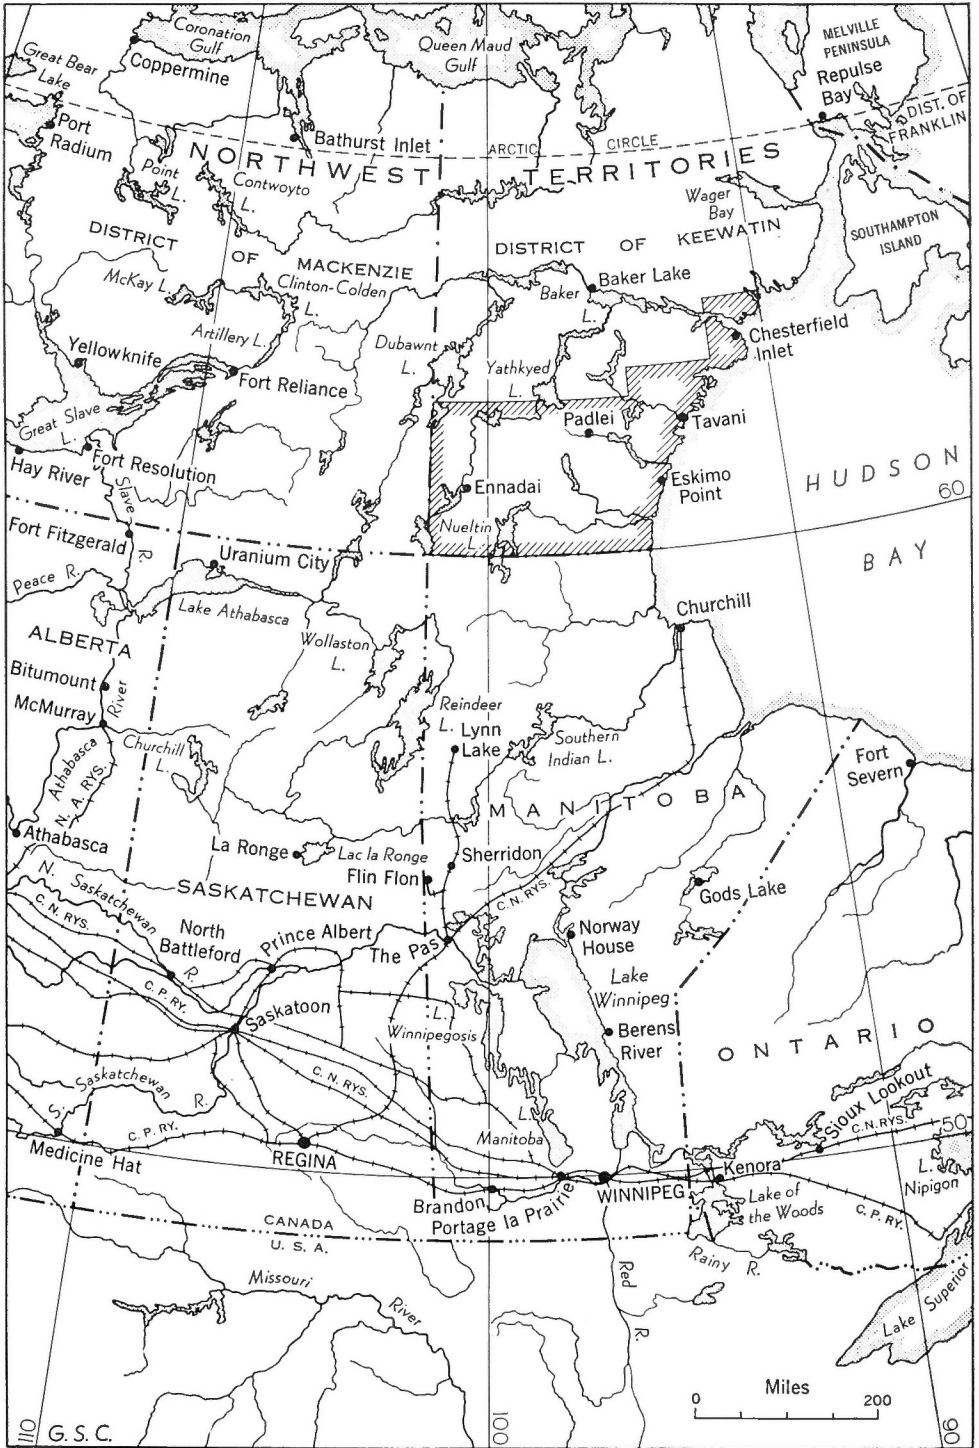 Coronation
Gulf
Queen Maud
Gulf
MELVILLE
PENINSULA
Great Bear
Lake
Coppermine
Repulse
Bay
DIST. OF
FRANKLIN
Port
Radium
Bathurst Inlet
ARCTIC CIRCLE
NORTHWEST TERRITORIES
Point
L.
Contwoyto
L.
Wager
Bay
SOUTHAMPTON
ISLAND
DISTRICT
OF
MACKENZIE
DISTRICT OF KEEWATIN
McKay L.
Clinton-Colden
L.
Baker
L.
Baker Lake
Artillery L.
Dubawnt
L.
Chesterfield
Inlet
Yellowknife
Fort Reliance
Yathkyed
L.
Great Slave
L.
Padlei
Tavani
Hay River
Fort Resolution
Ennadai
Eskimo
Point
HUDSON
60
Slave
R.
Nueltin
L.
Fort Fitzgerald
Uranium City
BAY
Peace R.
Lake Athabasca
Churchill
ALBERTA
Wollaston
L.
Bitumount
River
McMurray
Reindeer
L.
Lynn
Lake
Southern
Indian L.
Athabasca
N. A. RYS.
Churchill
L.
Fort
Severn
MANITOBA
Athabasca
La Ronge
Lac la Ronge
Sherridon
Flin Flon
C.N. RYS.
Gods Lake
N.
Saskatchewan
R.
SASKATCHEWAN
C. N. RYS.
North
Battleford
Prince Albert
The Pas
Norway
House
C. P. RY.
Saskatoon
Lake
Winnipeg
L.
Winnipegosis
Berens
River
ONTARIO
C. N. RYS.
S.
Saskatchewan
R.
Sioux Lookout
C.N.RYS.
50
L.
Manitoba
C. P. RY.
Medicine Hat
REGINA
Kenora
L.
Nipigon
Brandon
Portage la Prairie
WINNIPEG
Lake of
the Woods
C. P. RY.
CANADA
U. S. A.
Rainy R.
Missouri
River
Red
R.
Lake Superior
Miles
0 200
110
G. S. C.
100
90